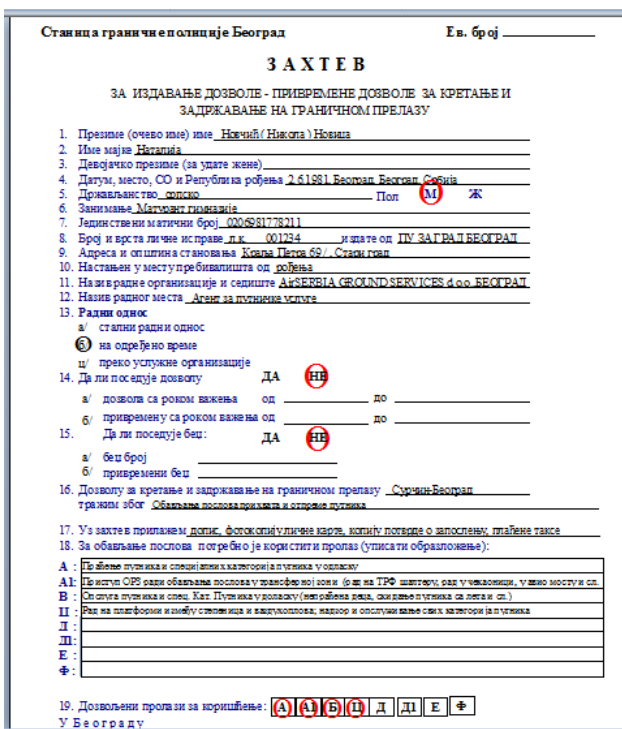 Станица граничне полиције Београд Ев. број
З А Х Т Е В
ЗА ИЗДАВАЊЕ ДОЗВОЛЕ - ПРИВРЕМЕНЕ ДОЗВОЛЕ ЗА КРЕТАЊЕ И
ЗАДРЖАВАЊЕ НА ГРАНИЧНОМ ПРЕЛАЗУ
1. Презиме (очево име) име Новчић ( Никола ) Новица
2. Име мајке Наталија
3. Девојачко презиме (за удате жене)
4. Датум, место, СО и Република рођења 2.6.1981, Београд, Београд, Србија
5. Држављанство српско Пол М Ж
6. Занимање Матурант гимназије
7. Јединствени матични број 0206981778211
8. Број и врста личне исправе л.к. 001234 издате од ПУ ЗА ГРАД БЕОГРАД
9. Адреса и општина становања Краља Петра 69/ , Стари град
10. Настањен у месту пребивалишта од рођења
11. Назив радне организације и седиште AirSERBIA GROUND SERVICES d.o.o. БЕОГРАД
12. Назив радног места Агент за путничке услуге
13. Радни однос
а/ стални радни однос
б/ на одређено време
ц/ преко услужне организације
14. Да ли поседује дозволу ДА НЕ
а/ дозвола са роком важења од до
б/ привремену са роком важења од до
15. Да ли поседује беџ: ДА НЕ
а/ беџ број
б/ привремени беџ
16. Дозволу за кретање и задржавање на граничном прелазу Сурчин-Београд
тражим због Обављања послова прихвата и отпреме путника
17. Уз захтев прилажем допис, фотокопију личне карте, копију потврде о запослењу, плаћене таксе
18. За обављање послова потребно је користити пролаз (уписати образложење):
А : Праћење путника и специјалних категорија путника у одласку
А1: Приступ OPS ради обављања послова у трансферној зони (рад на ТРФ шалтеру, рад у чекаоници, у авио мосту и сл.
В : Опслуга путника и спец. Кат. Путника у доласку (непраћена деца, скидање путника са лета и сл.)
Ц : Рад на платформи између степеница и ваздухоплова; надзор и опслуживање свих категорија путника
Д :
Д1:
Е :
Ф :
19. Дозвољени пролази за коришћење: А А1 Б Ц Д Д1 Е Ф
У Београду